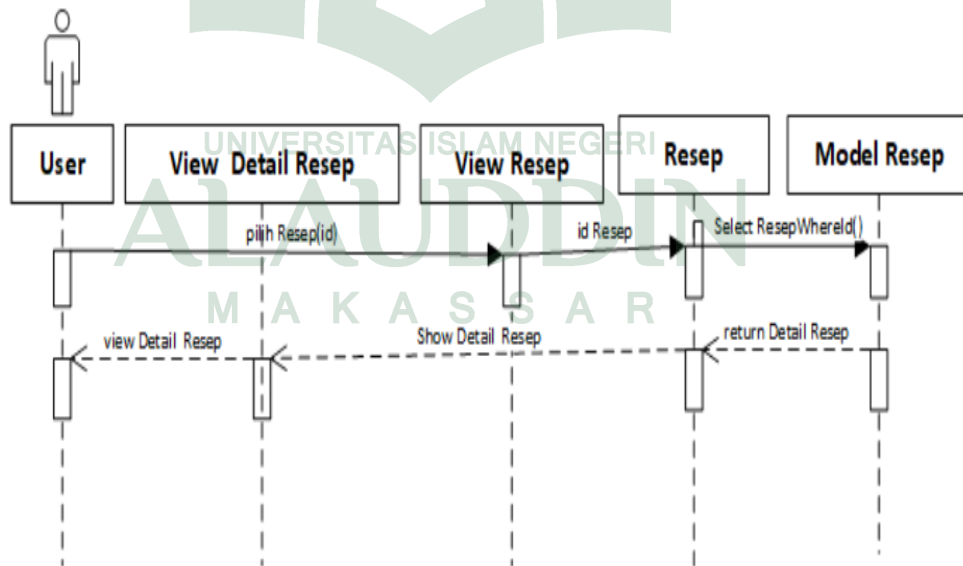 User
View Detail Resep
View Resep
Resep
Model Resep
UNIVERSITAS ISLAM NEGERI
ALAUDDIN
MAKASSAR
pilih Resep(id)
id Resep
Select ResepWhereId()
view Detail Resep
Show Detail Resep
return Detail Resep